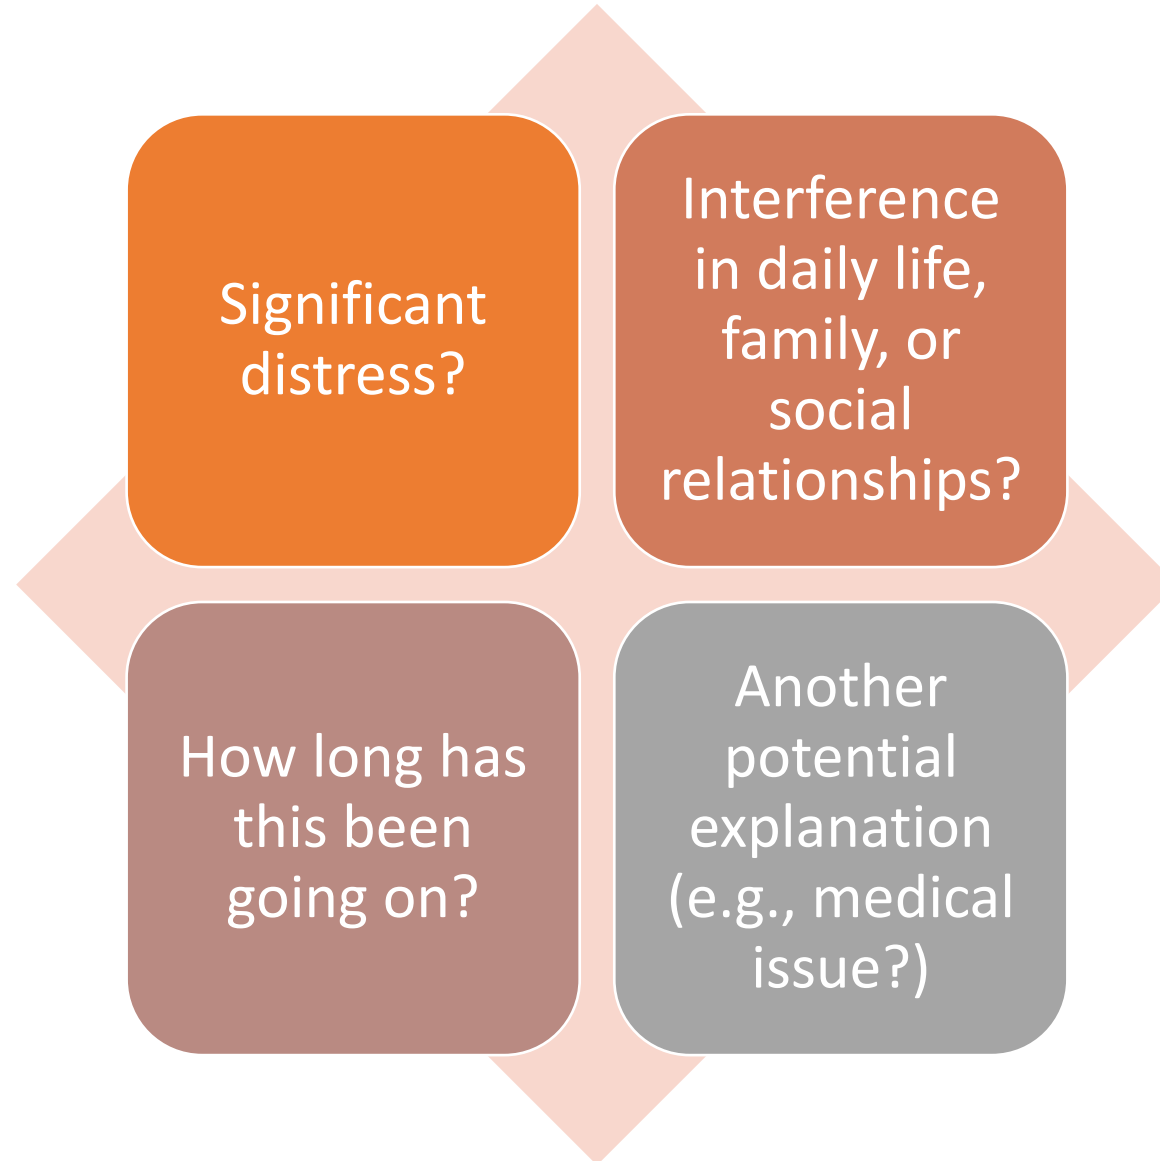 Significant
distress?
Interference
in daily life,
family, or
social
relationships?
How long has
this been
going on?
Another
potential
explanation
(e.g., medical
issue?)